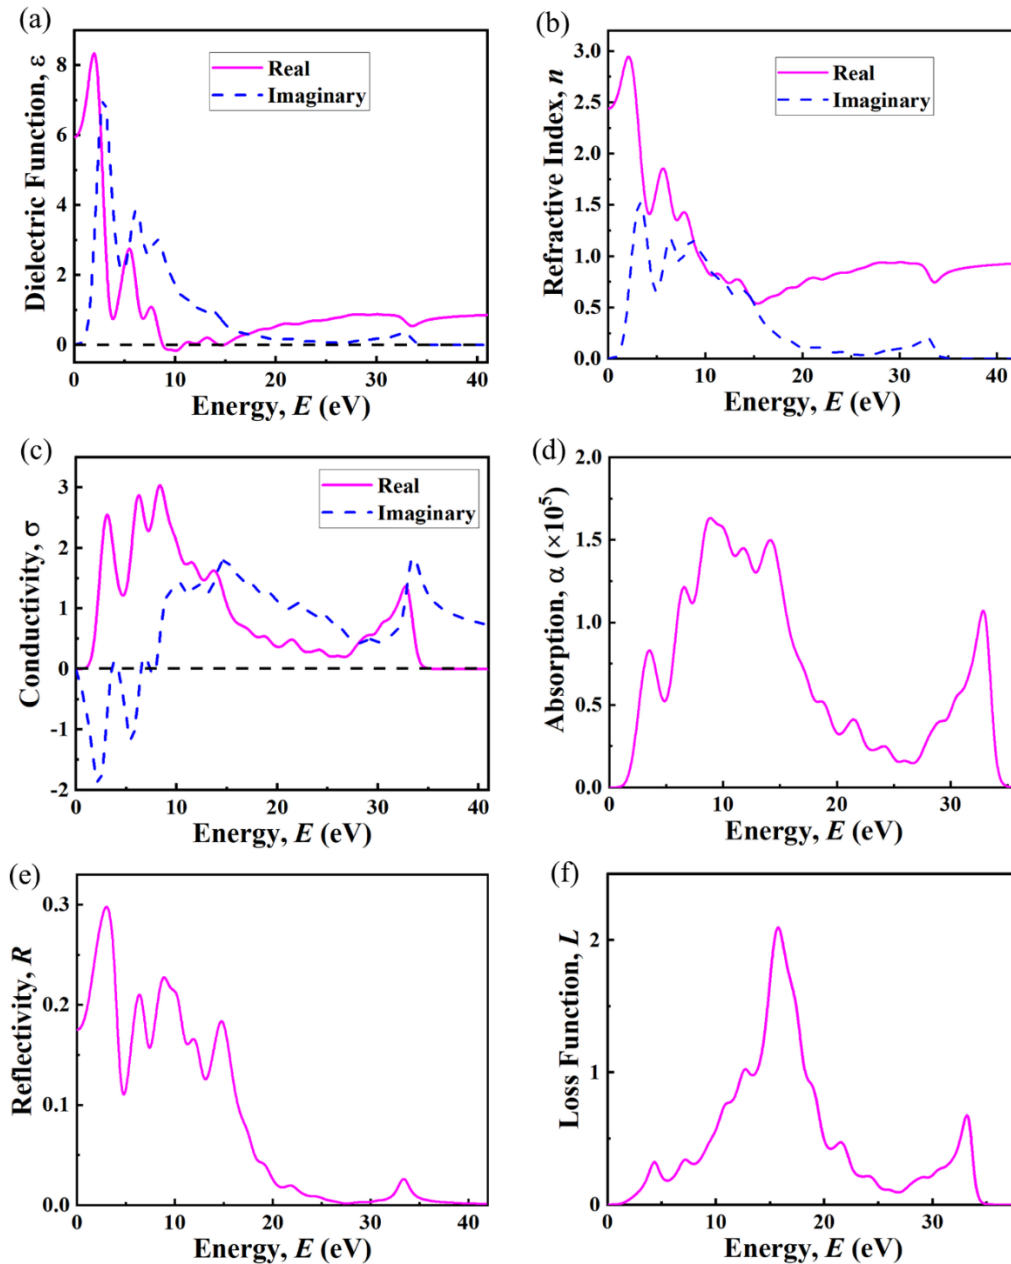 (a)
Dielectric Function, ε
8
6
4
2
0
Real
Imaginary
0 10 20 30 40
Energy, E (eV)
(b)
Refractive Index, n
3.0
2.5
2.0
1.5
1.0
0.5
0.0
Real
Imaginary
0 10 20 30 40
Energy, E (eV)
(c)
Conductivity, σ
3
2
1
0
-1
-2
Real
Imaginary
0 10 20 30 40
Energy, E (eV)
(d)
Absorption, α (×10⁵)
2.0
1.5
1.0
0.5
0.0
0 10 20 30
Energy, E (eV)
(e)
Reflectivity, R
0.3
0.2
0.1
0.0
0 10 20 30 40
Energy, E (eV)
(f)
Loss Function, L
2
1
0
0 10 20 30
Energy, E (eV)